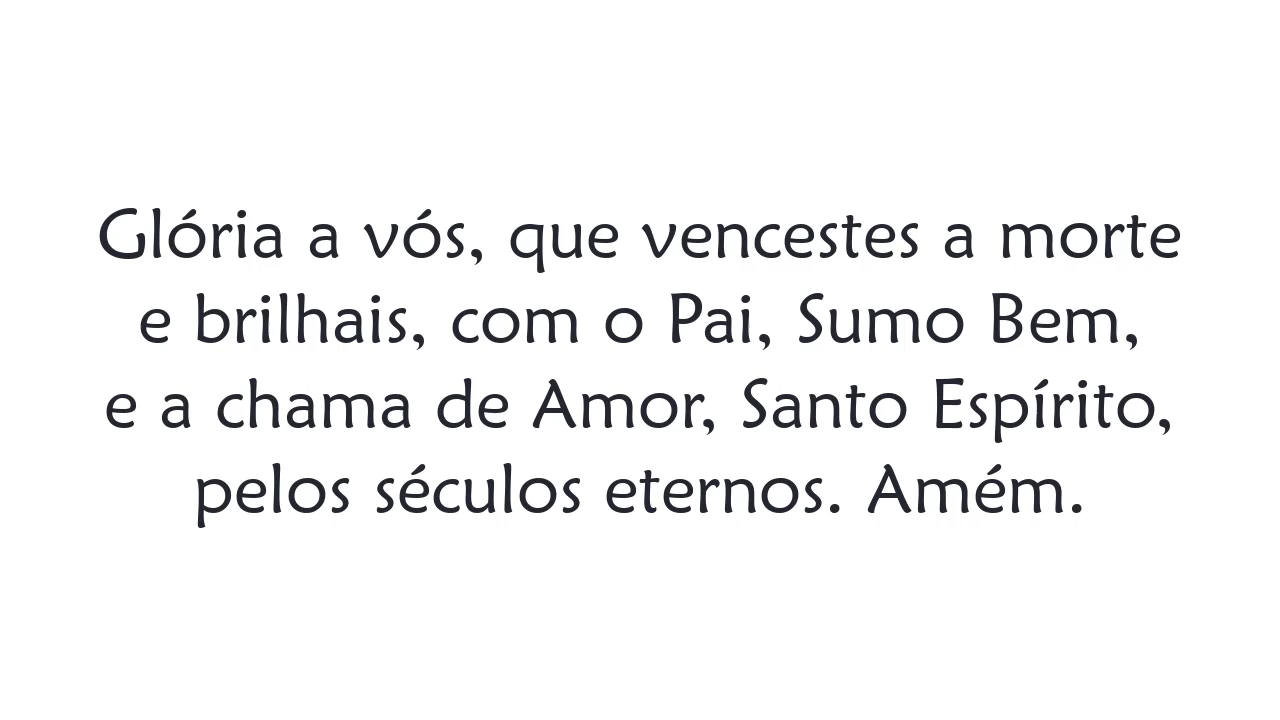 Glória a vós, que vencestes a morte
e brilhais, com o Pai, Sumo Bem,
e a chama de Amor, Santo Espírito,
pelos séculos eternos. Amém.